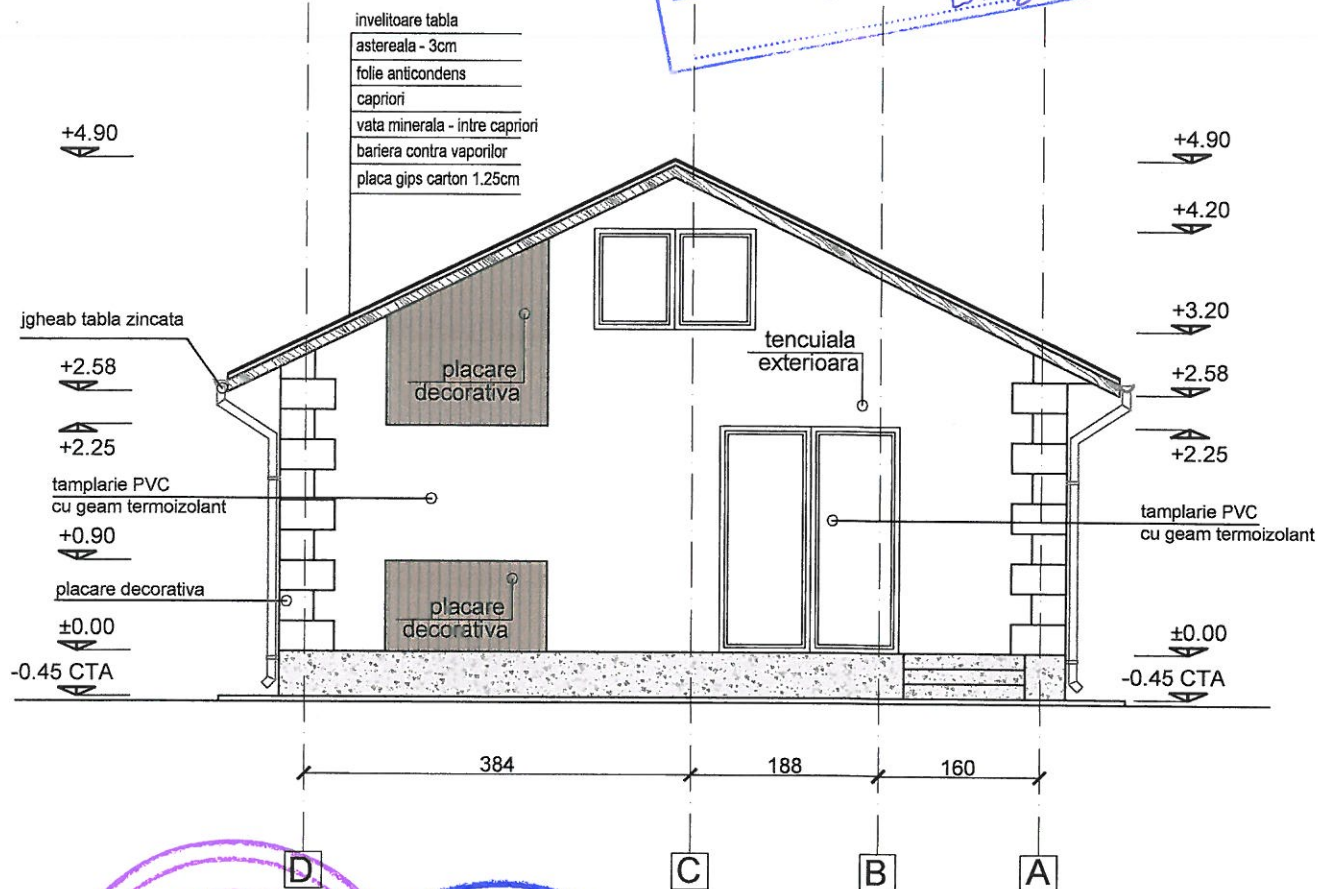 invelitoare tabla
astereala - 3cm
folie anticondens
capriori
vata minerala - intre capriori
bariera contra vaporilor
placa gips carton 1.25cm
+4.90
+4.90
+4.20
+3.20
jgheab tabla zincata
tencuiala
exterioara
placare
decorativa
+2.58
+2.58
+2.25
+2.25
tamplarie PVC
cu geam termoizolant
tamplarie PVC
cu geam termoizolant
+0.90
placare decorativa
placare
decorativa
±0.00
±0.00
-0.45 CTA
-0.45 CTA
384
188
160
D
C
B
A